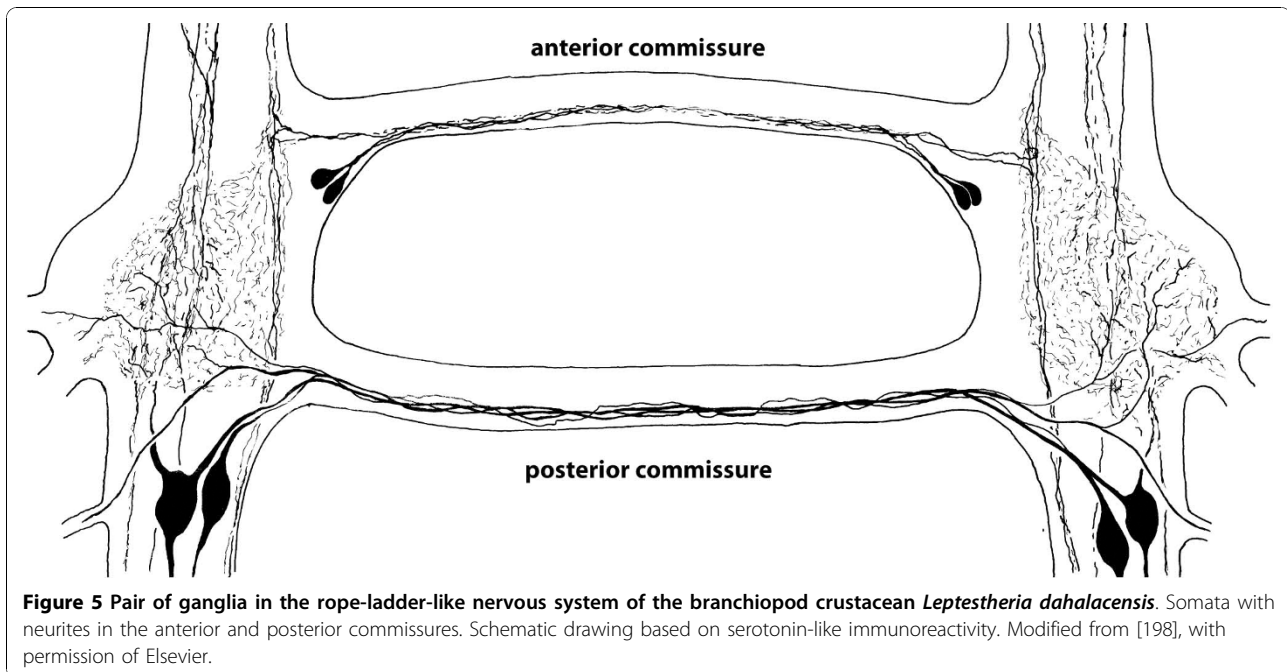 anterior commissure
posterior commissure
Figure 5 Pair of ganglia in the rope-ladder-like nervous system of the branchiopod crustacean Leptestheria dahalacensis. Somata with
neurites in the anterior and posterior commissures. Schematic drawing based on serotonin-like immunoreactivity. Modified from [198], with
permission of Elsevier.